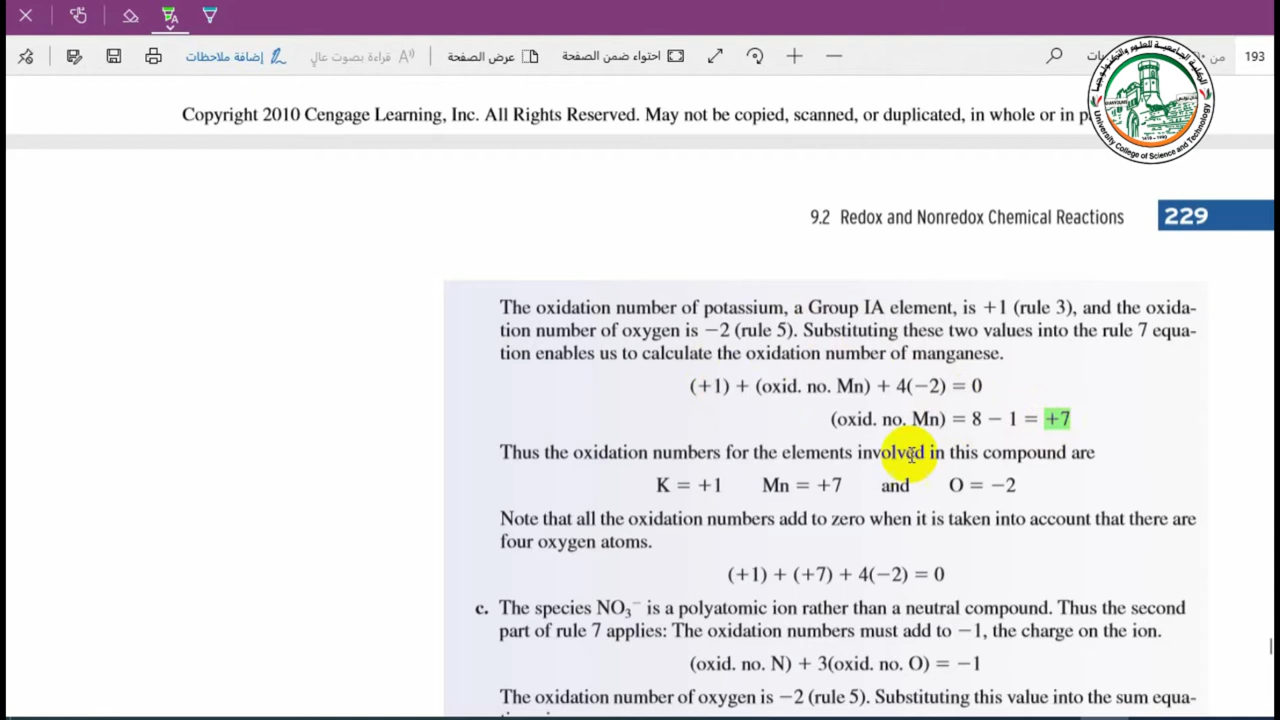 إضافة ملاحظات
قراءة بصوت عالٍ
عرض الصفحة
احتواء ضمن الصفحة
من
193
University College of Science and Technology
Copyright 2010 Cengage Learning, Inc. All Rights Reserved. May not be copied, scanned, or duplicated, in whole or in p
9.2 Redox and Nonredox Chemical Reactions 229
The oxidation number of potassium, a Group IA element, is +1 (rule 3), and the oxida-
tion number of oxygen is −2 (rule 5). Substituting these two values into the rule 7 equa-
tion enables us to calculate the oxidation number of manganese.
(+1) + (oxid. no. Mn) + 4(−2) = 0
(oxid. no. Mn) = 8 − 1 = +7
Thus the oxidation numbers for the elements involved in this compound are
K = +1 Mn = +7 and O = −2
Note that all the oxidation numbers add to zero when it is taken into account that there are
four oxygen atoms.
(+1) + (+7) + 4(−2) = 0
c. The species NO₃⁻ is a polyatomic ion rather than a neutral compound. Thus the second
part of rule 7 applies: The oxidation numbers must add to −1, the charge on the ion.
(oxid. no. N) + 3(oxid. no. O) = −1
The oxidation number of oxygen is −2 (rule 5). Substituting this value into the sum equa-